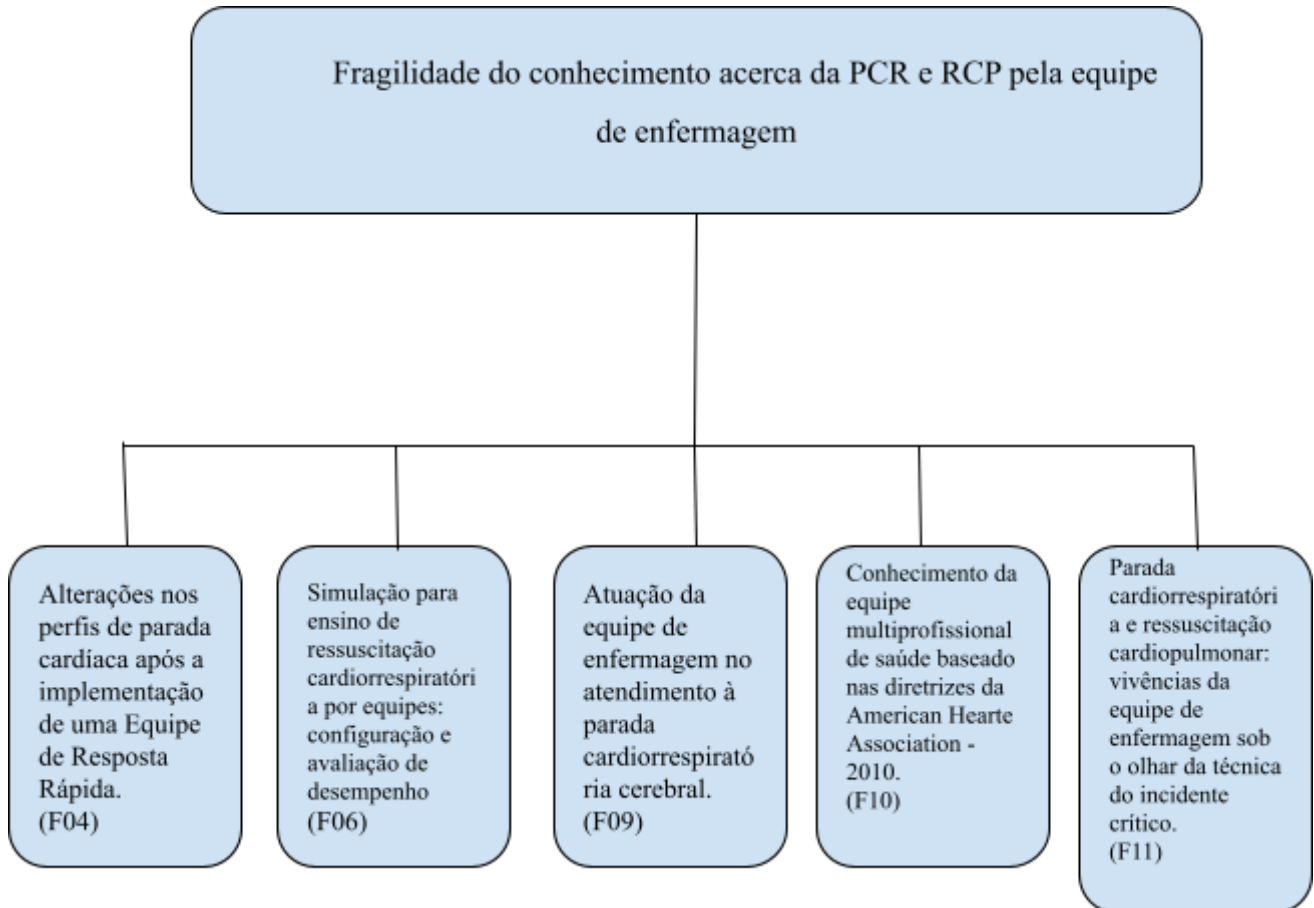 Fragilidade do conhecimento acerca da PCR e RCP pela equipe
de enfermagem
Alterações nos
perfis de parada
cardíaca após a
implementação
de uma Equipe
de Resposta
Rápida.
(F04)
Simulação para
ensino de
ressuscitação
cardiorrespiratóri
a por equipes:
configuração e
avaliação de
desempenho
(F06)
Atuação da
equipe de
enfermagem no
atendimento à
parada
cardiorrespirató
ria cerebral.
(F09)
Conhecimento da
equipe
multiprofissional
de saúde baseado
nas diretrizes da
American Hearte
Association -
2010.
(F10)
Parada
cardiorrespiratóri
a e ressuscitação
cardiopulmonar:
vivências da
equipe de
enfermagem sob
o olhar da técnica
do incidente
crítico.
(F11)